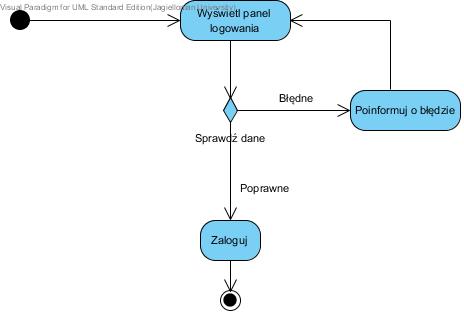 Visual Paradigm for UML Standard Edition(Jagiellonian University)
Wyświetl panel
logowania
Błędne
Poinformuj o błędzie
Sprawdź dane
Poprawne
Zaloguj